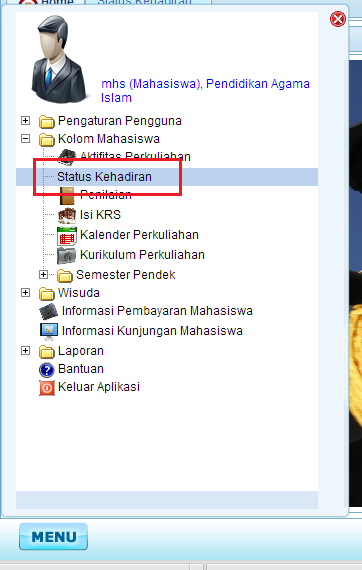 Home Status Kehadiran
mhs (Mahasiswa), Pendidikan Agama
Islam
Pengaturan Pengguna
Kolom Mahasiswa
Aktifitas Perkuliahan
Status Kehadiran
Penilaian
Isi KRS
Kalender Perkuliahan
Kurikulum Perkuliahan
Semester Pendek
Wisuda
Informasi Pembayaran Mahasiswa
Informasi Kunjungan Mahasiswa
Laporan
Bantuan
Keluar Aplikasi
MENU